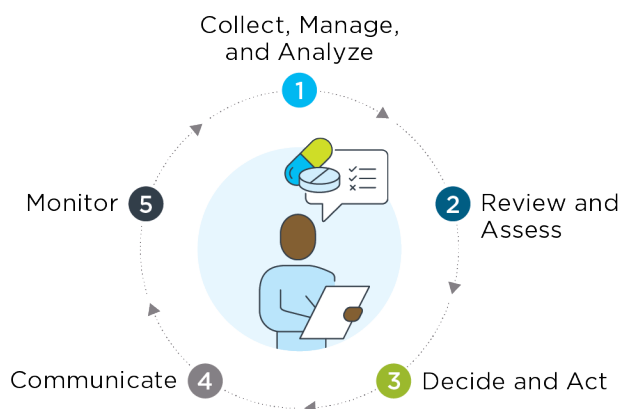 Collect, Manage,
and Analyze
1
2
Review and
Assess
3
Decide and Act
4
Communicate
5
Monitor